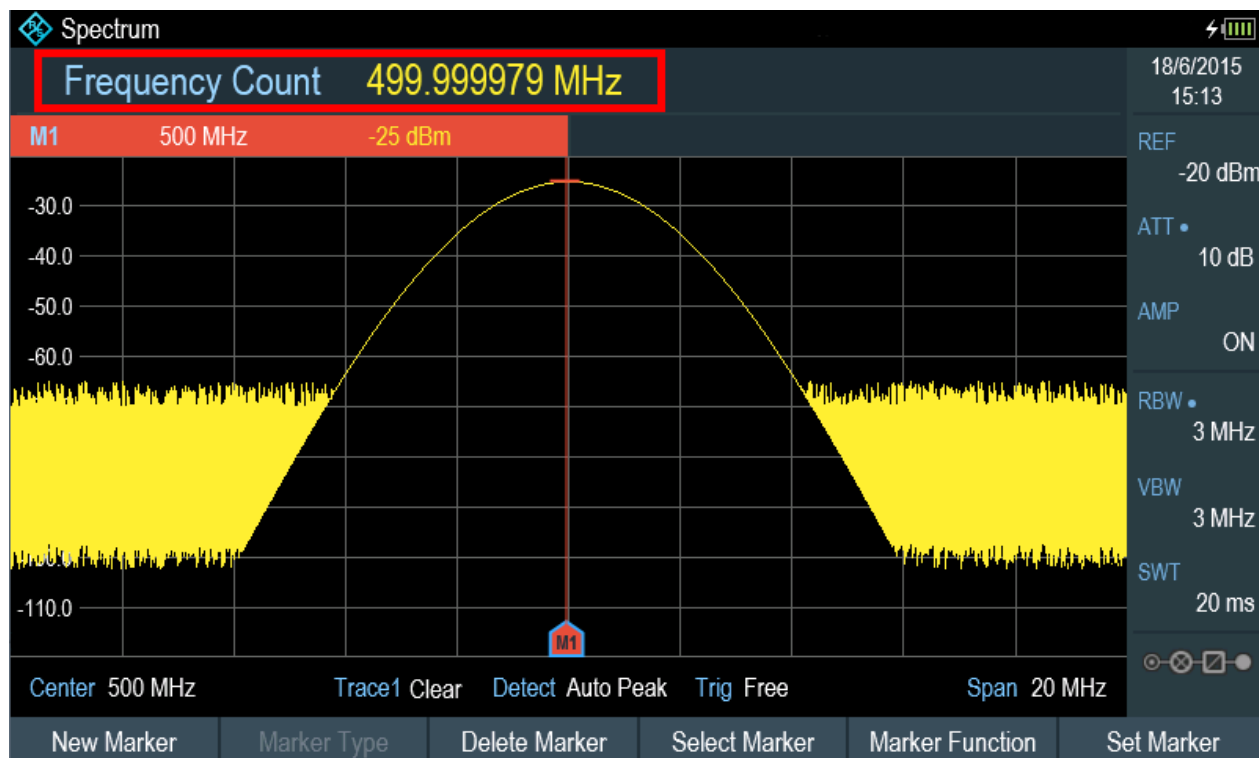 Spectrum
Frequency Count 499.999979 MHz
18/6/2015
15:13
M1 500 MHz -25 dBm
REF
-20 dBm
-30.0
ATT
10 dB
-40.0
-50.0
AMP
ON
-60.0
RBW
3 MHz
VBW
3 MHz
SWT
20 ms
-110.0
M1
Center 500 MHz Trace1 Clear Detect Auto Peak Trig Free Span 20 MHz
New Marker Marker Type Delete Marker Select Marker Marker Function Set Marker